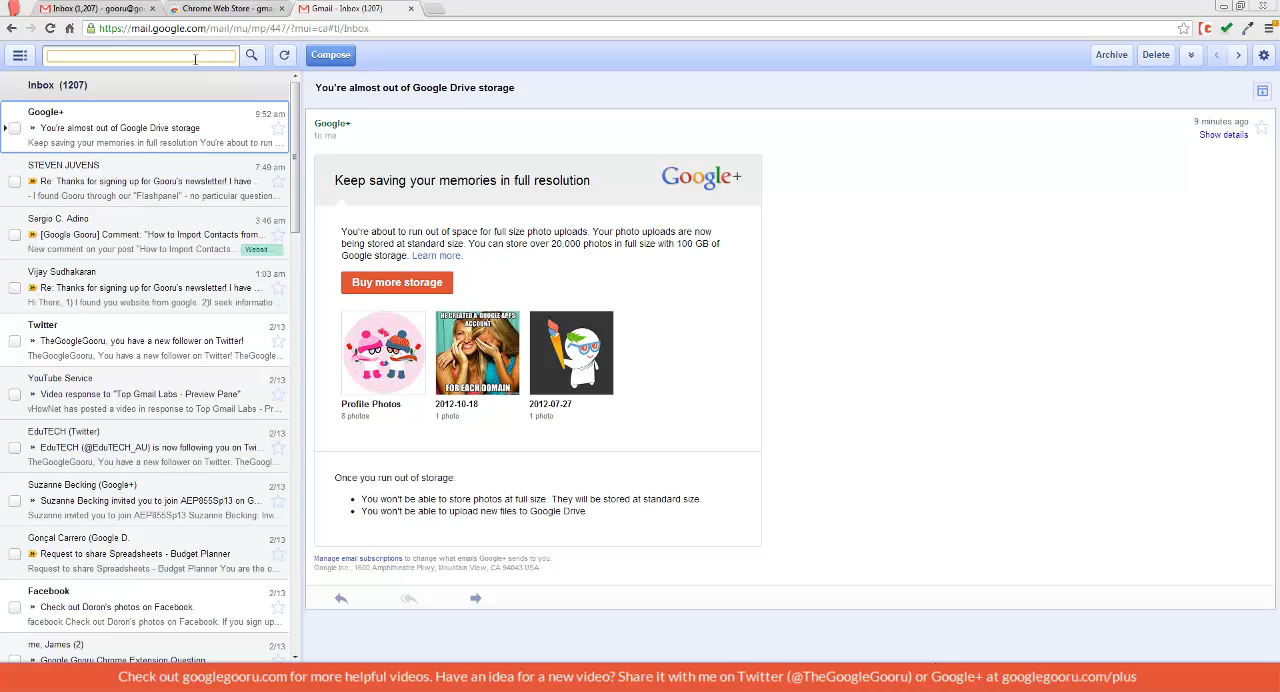 Inbox (1,207) - gooru@go
Chrome Web Store - gmai
Gmail - Inbox (1207)
https://mail.google.com/mail/mu/mp/447/?mui=ca#tl/Inbox
Compose
Archive
Delete
Inbox (1207)
Google+
9:52 am
» You're almost out of Google Drive storage
Keep saving your memories in full resolution You're about to run ...
STEVEN JUVENS
7:49 am
» Re: Thanks for signing up for Gooru's newsletter! I have ...
- I found Gooru through our "Flashpanel" - no particular question...
Sergio C. Adino
3:46 am
» [Google Gooru] Comment: "How to Import Contacts from...
New comment on your post "How to Import Contacts...
Websit...
Vijay Sudhakaran
1:03 am
» Re: Thanks for signing up for Gooru's newsletter! I have ...
Hi There, 1) I found you website from google. 2)I seek informatio...
Twitter
2/13
» TheGoogleGooru, you have a new follower on Twitter!
TheGoogleGooru, You have a new follower on Twitter! TheGoogle...
YouTube Service
2/13
» Video response to "Top Gmail Labs - Preview Pane"
vHowNet has posted a video in response to Top Gmail Labs - Pr...
EduTECH (Twitter)
2/13
» EduTECH (@EduTECH_AU) is now following you on Twi...
TheGoogleGooru, You have a new follower on Twitter. TheGoogl...
Suzanne Becking (Google+)
2/13
» Suzanne Becking invited you to join AEP855Sp13 on G...
Suzanne invited you to join AEP855Sp13 Suzanne Becking: Inv...
Gonçal Carrero (Google D.
2/13
» Request to share Spreadsheets - Budget Planner
Request to share Spreadsheets - Budget Planner You are the o...
Facebook
2/13
» Check out Doron's photos on Facebook.
facebook Check out Doron's photos on Facebook. If you sign up...
me, James (2)
2/13
» Google Gooru Chrome Extension Question
You're almost out of Google Drive storage
Google+
to me
9 minutes ago
Show details
Keep saving your memories in full resolution
Google+
You're about to run out of space for full size photo uploads. Your photo uploads are now
being stored at standard size. You can store over 20,000 photos in full size with 100 GB of
Google storage. Learn more.
Buy more storage
HE CREATED A GOOGLE APPS
ACCOUNT
FOR EACH DOMAIN
Profile Photos
8 photos
2012-10-18
1 photo
2012-07-27
1 photo
Once you run out of storage:
• You won't be able to store photos at full size. They will be stored at standard size.
• You won't be able to upload new files to Google Drive.
Manage email subscriptions to change what emails Google+ sends to you.
Google Inc., 1600 Amphitheatre Pkwy, Mountain View, CA 94043 USA
Check out googlegooru.com for more helpful videos. Have an idea for a new video? Share it with me on Twitter (@TheGoogleGooru) or Google+ at googlegooru.com/plus